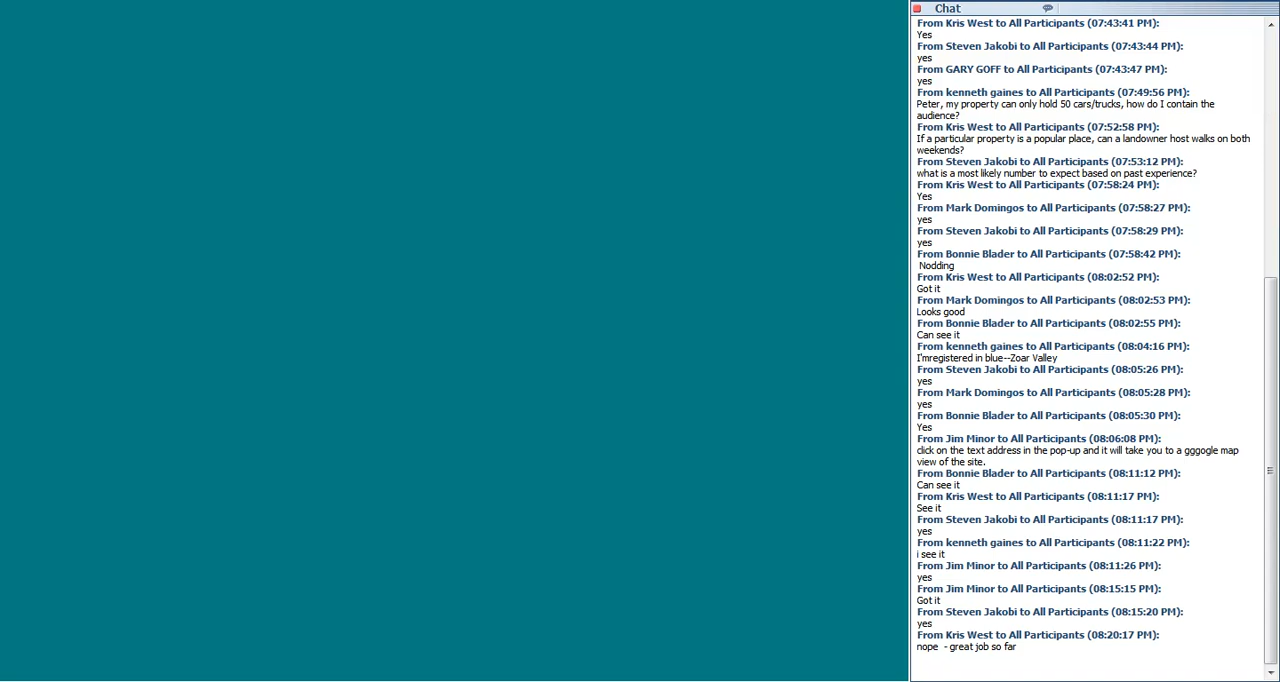 Chat
From Kris West to All Participants (07:43:41 PM):
Yes
From Steven Jakobi to All Participants (07:43:44 PM):
yes
From GARY GOFF to All Participants (07:43:47 PM):
yes
From kenneth gaines to All Participants (07:49:56 PM):
Peter, my property can only hold 50 cars/trucks, how do I contain the
audience?
From Kris West to All Participants (07:52:58 PM):
If a particular property is a popular place, can a landowner host walks on both
weekends?
From Steven Jakobi to All Participants (07:53:12 PM):
what is a most likely number to expect based on past experience?
From Kris West to All Participants (07:58:24 PM):
Yes
From Mark Domingos to All Participants (07:58:27 PM):
yes
From Steven Jakobi to All Participants (07:58:29 PM):
yes
From Bonnie Blader to All Participants (07:58:42 PM):
Nodding
From Kris West to All Participants (08:02:52 PM):
Got it
From Mark Domingos to All Participants (08:02:53 PM):
Looks good
From Bonnie Blader to All Participants (08:02:55 PM):
Can see it
From kenneth gaines to All Participants (08:04:16 PM):
I'mregistered in blue--Zoar Valley
From Steven Jakobi to All Participants (08:05:26 PM):
yes
From Mark Domingos to All Participants (08:05:28 PM):
yes
From Bonnie Blader to All Participants (08:05:30 PM):
Yes
From Jim Minor to All Participants (08:06:08 PM):
click on the text address in the pop-up and it will take you to a gggogle map
view of the site.
From Bonnie Blader to All Participants (08:11:12 PM):
Can see it
From Kris West to All Participants (08:11:17 PM):
See it
From Steven Jakobi to All Participants (08:11:17 PM):
yes
From kenneth gaines to All Participants (08:11:22 PM):
i see it
From Jim Minor to All Participants (08:11:26 PM):
yes
From Jim Minor to All Participants (08:15:15 PM):
Got it
From Steven Jakobi to All Participants (08:15:20 PM):
yes
From Kris West to All Participants (08:20:17 PM):
nope - great job so far